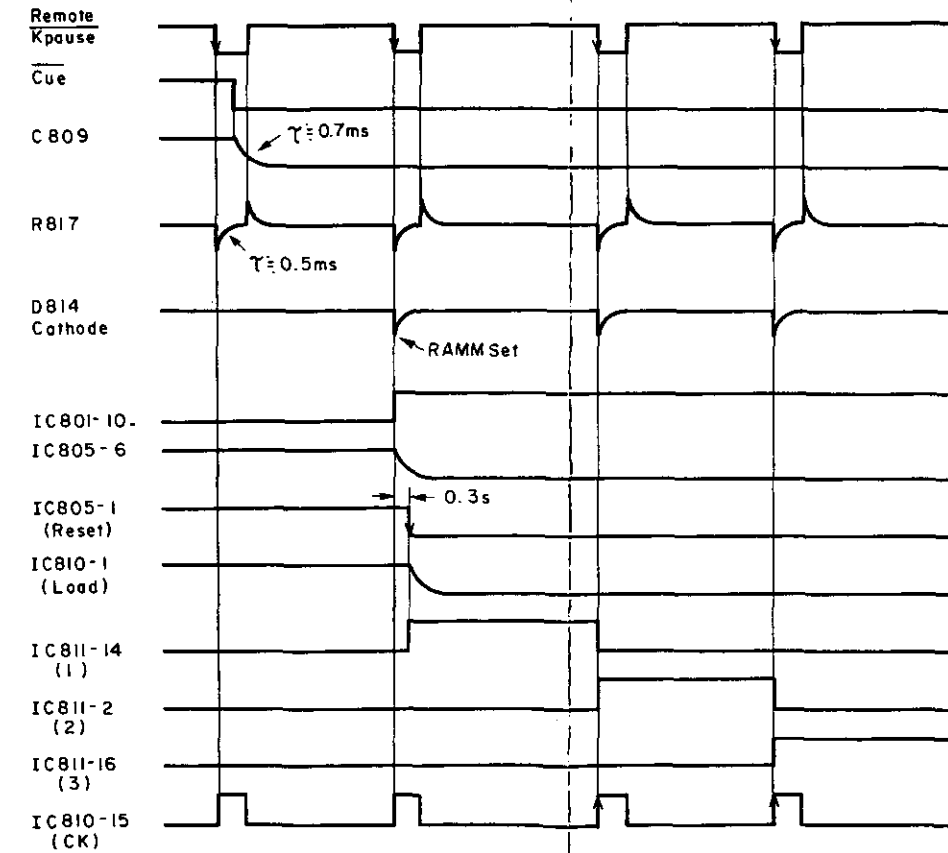 Remote
Kpause
Cue
C809
τ≒0.7ms
R817
τ≒0.5ms
D814
Cathode
RAMM Set
IC801-10.
IC805-6
0.3s
IC805-1
(Reset)
IC810-1
(Load)
IC811-14
(1)
IC811-2
(2)
IC811-16
(3)
IC810-15
(CK)